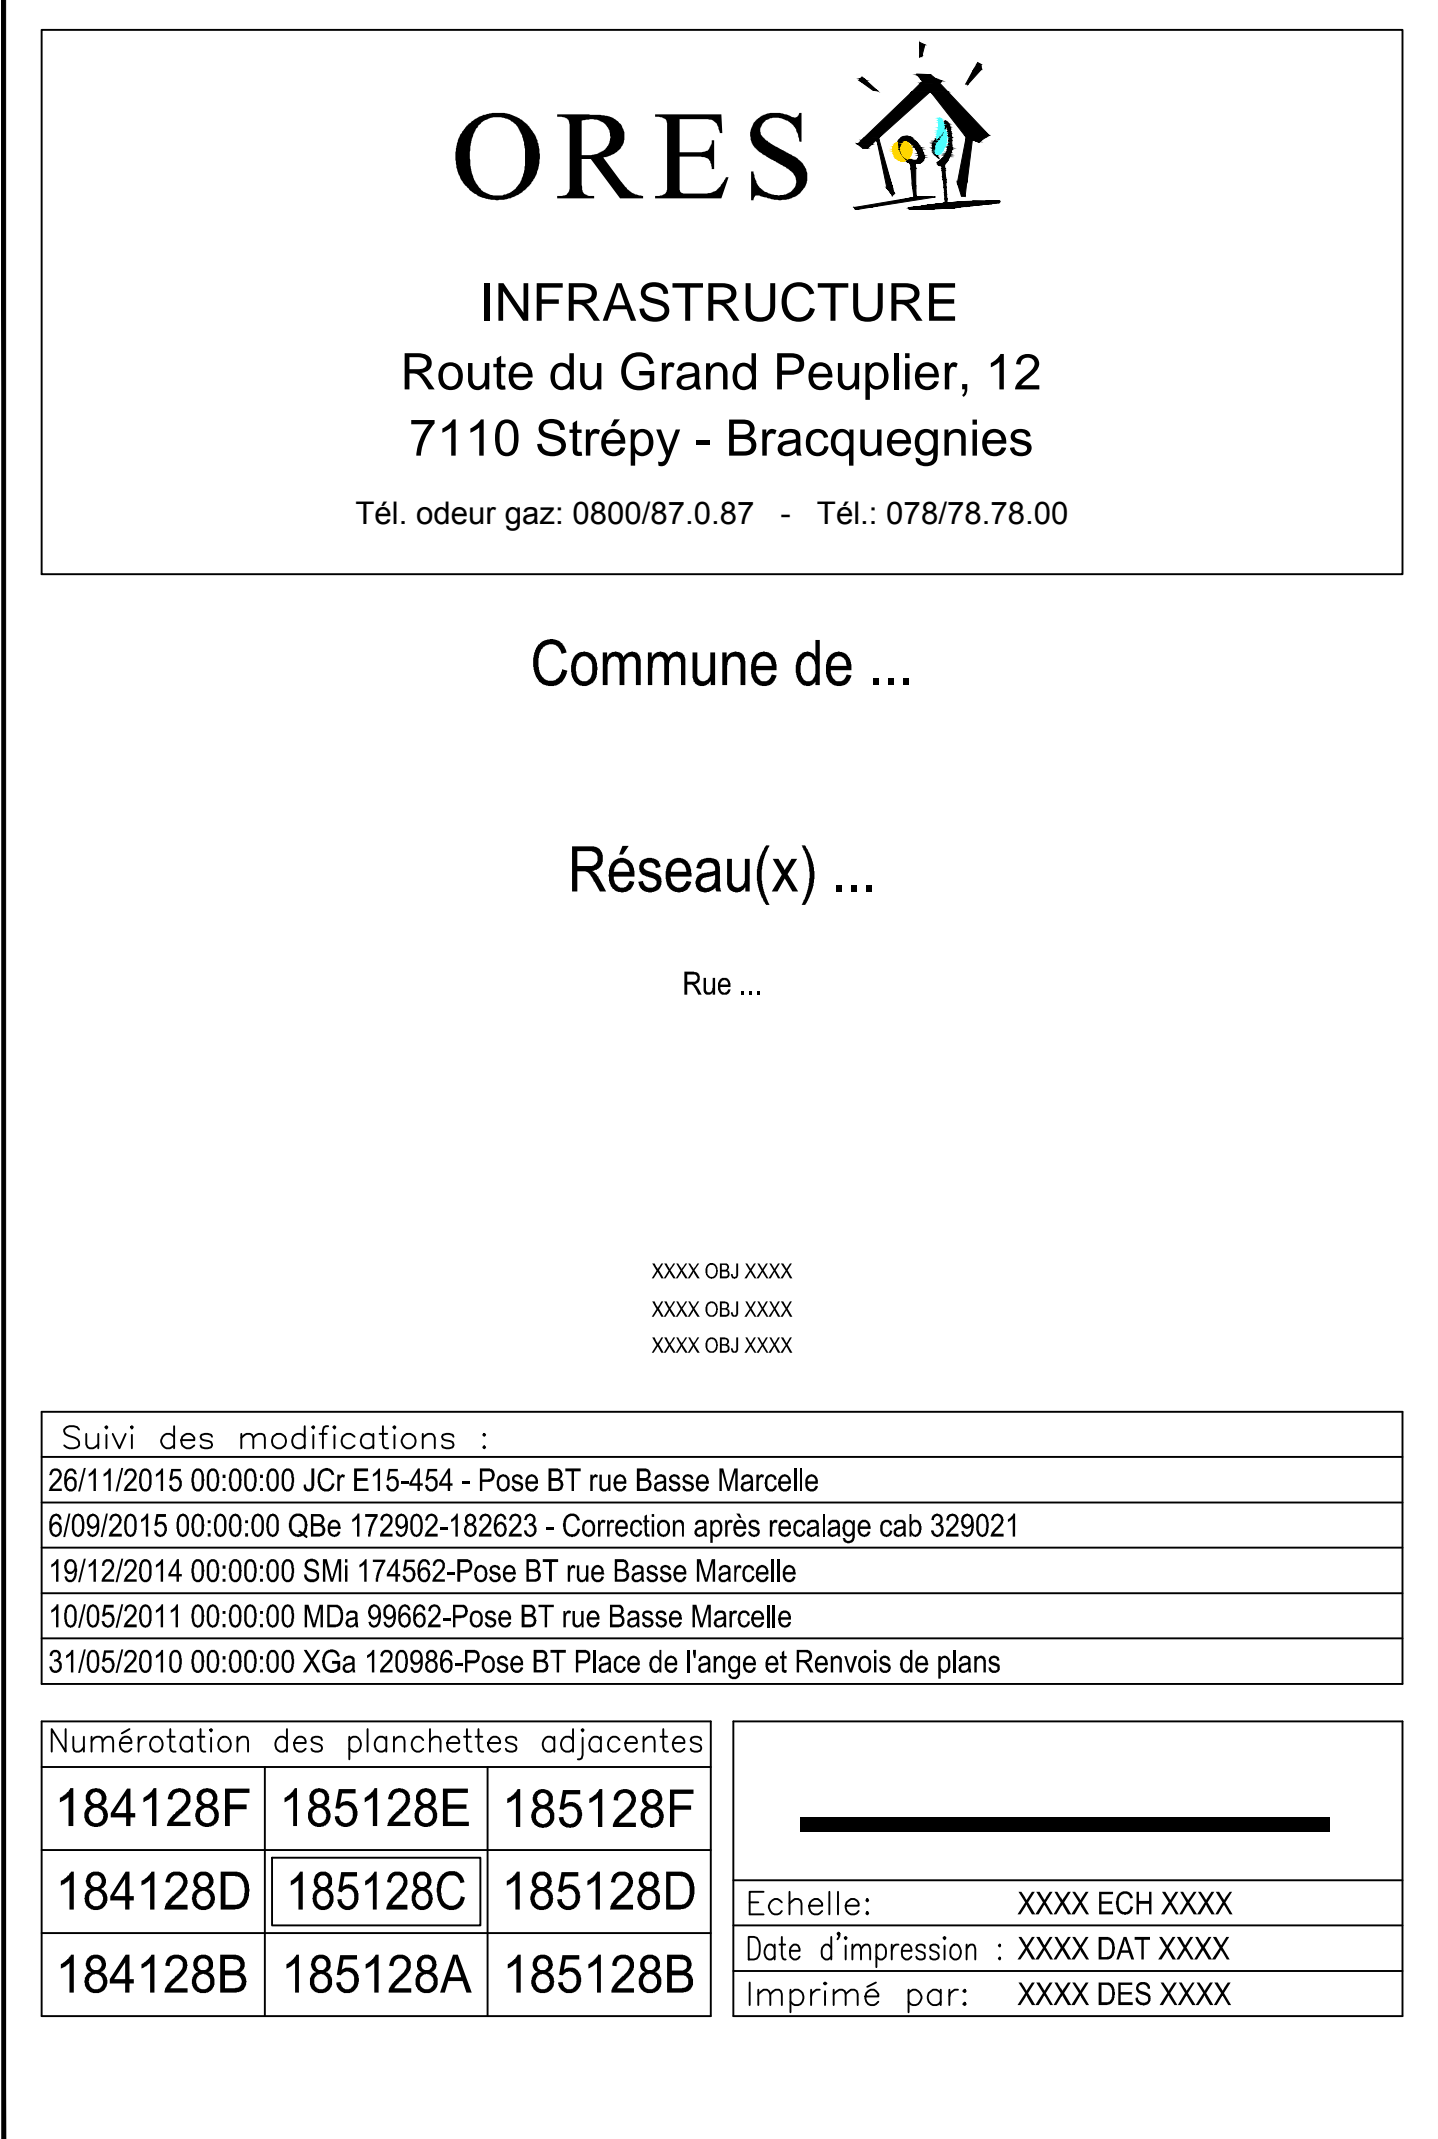 ORES
INFRASTRUCTURE
Route du Grand Peuplier, 12
7110 Strépy - Bracquegnies
Tél. odeur gaz: 0800/87.0.87 - Tél.: 078/78.78.00
Commune de ...
Réseau(x) ...
Rue ...
XXXX OBJ XXXX
XXXX OBJ XXXX
XXXX OBJ XXXX
Suivi des modifications :
26/11/2015 00:00:00 JCr E15-454 - Pose BT rue Basse Marcelle
6/09/2015 00:00:00 QBe 172902-182623 - Correction après recalage cab 329021
19/12/2014 00:00:00 SMi 174562-Pose BT rue Basse Marcelle
10/05/2011 00:00:00 MDa 99662-Pose BT rue Basse Marcelle
31/05/2010 00:00:00 XGa 120986-Pose BT Place de l'ange et Renvois de plans
Numérotation des planchettes adjacentes
184128F 185128E 185128F
184128D 185128C 185128D
184128B 185128A 185128B
Echelle: XXXX ECH XXXX
Date d'impression : XXXX DAT XXXX
Imprimé par: XXXX DES XXXX